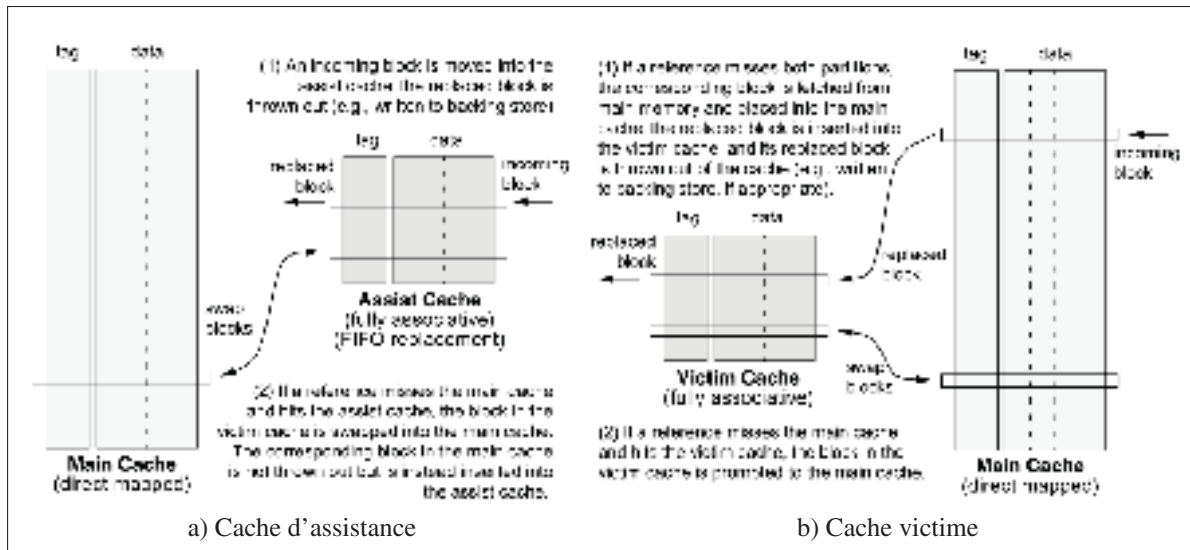 tag data
(1) An incoming block is moved into the
assist cache; the replaced block is
thrown out (e.g., written to backing store)
tag data
replaced
block
incoming
block
Assist Cache
(fully associative)
(FIFO replacement)
swap
blocks
(2) If a reference misses the main cache
and hits the assist cache, the block in the
victim cache is swapped into the main cache.
The corresponding block in the main cache
is not thrown out but is instead inserted into
the assist cache.
Main Cache
(direct mapped)
a) Cache d’assistance
(1) If a reference misses both partitions,
the corresponding block is fetched from
main memory and placed into the main
cache; the replaced block is inserted into
the victim cache, and its replaced block
is thrown out of the cache (e.g., written
to backing store, if appropriate).
tag data
incoming
block
tag data
replaced
block
replaced
block
Victim Cache
(fully associative)
swap
blocks
(2) If a reference misses the main cache
and hits the victim cache, the block in the
victim cache is prompted to the main cache.
Main Cache
(direct mapped)
b) Cache victime